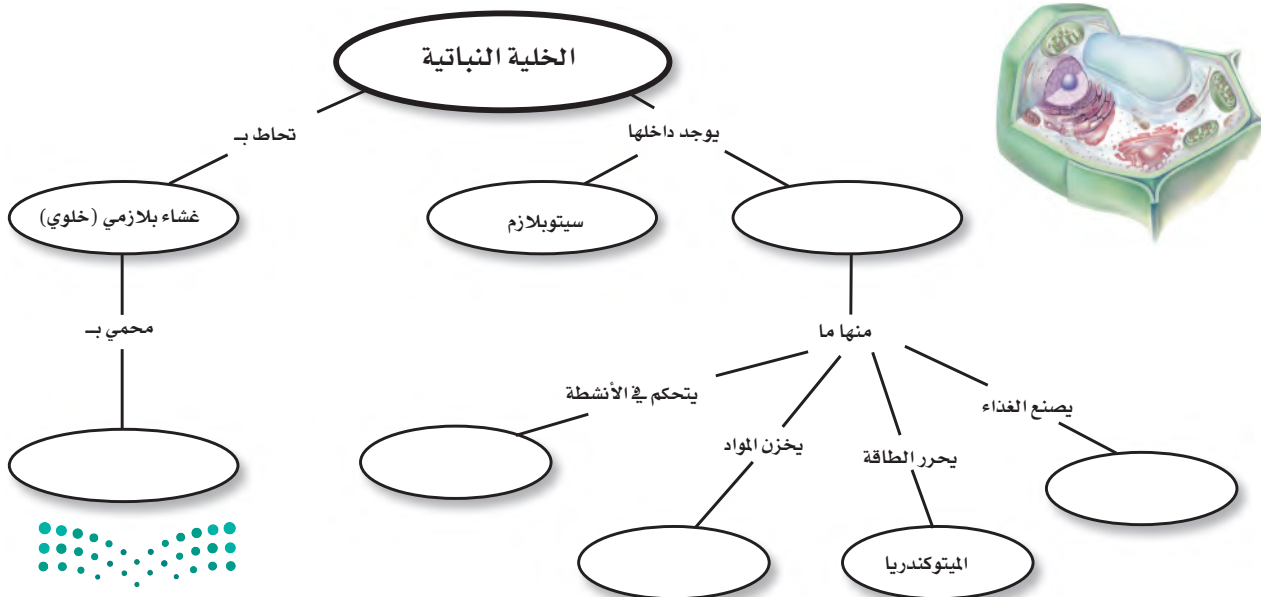 الخلية النباتية
يوجد داخلها
تحاط بـ
سيتوبلازم
غشاء بلازمي (خلوي)
منها ما
محمي بـ
يصنع الغذاء
يحرر الطاقة
يخزن المواد
يتحكم في الأنشطة
الميتوكندريا